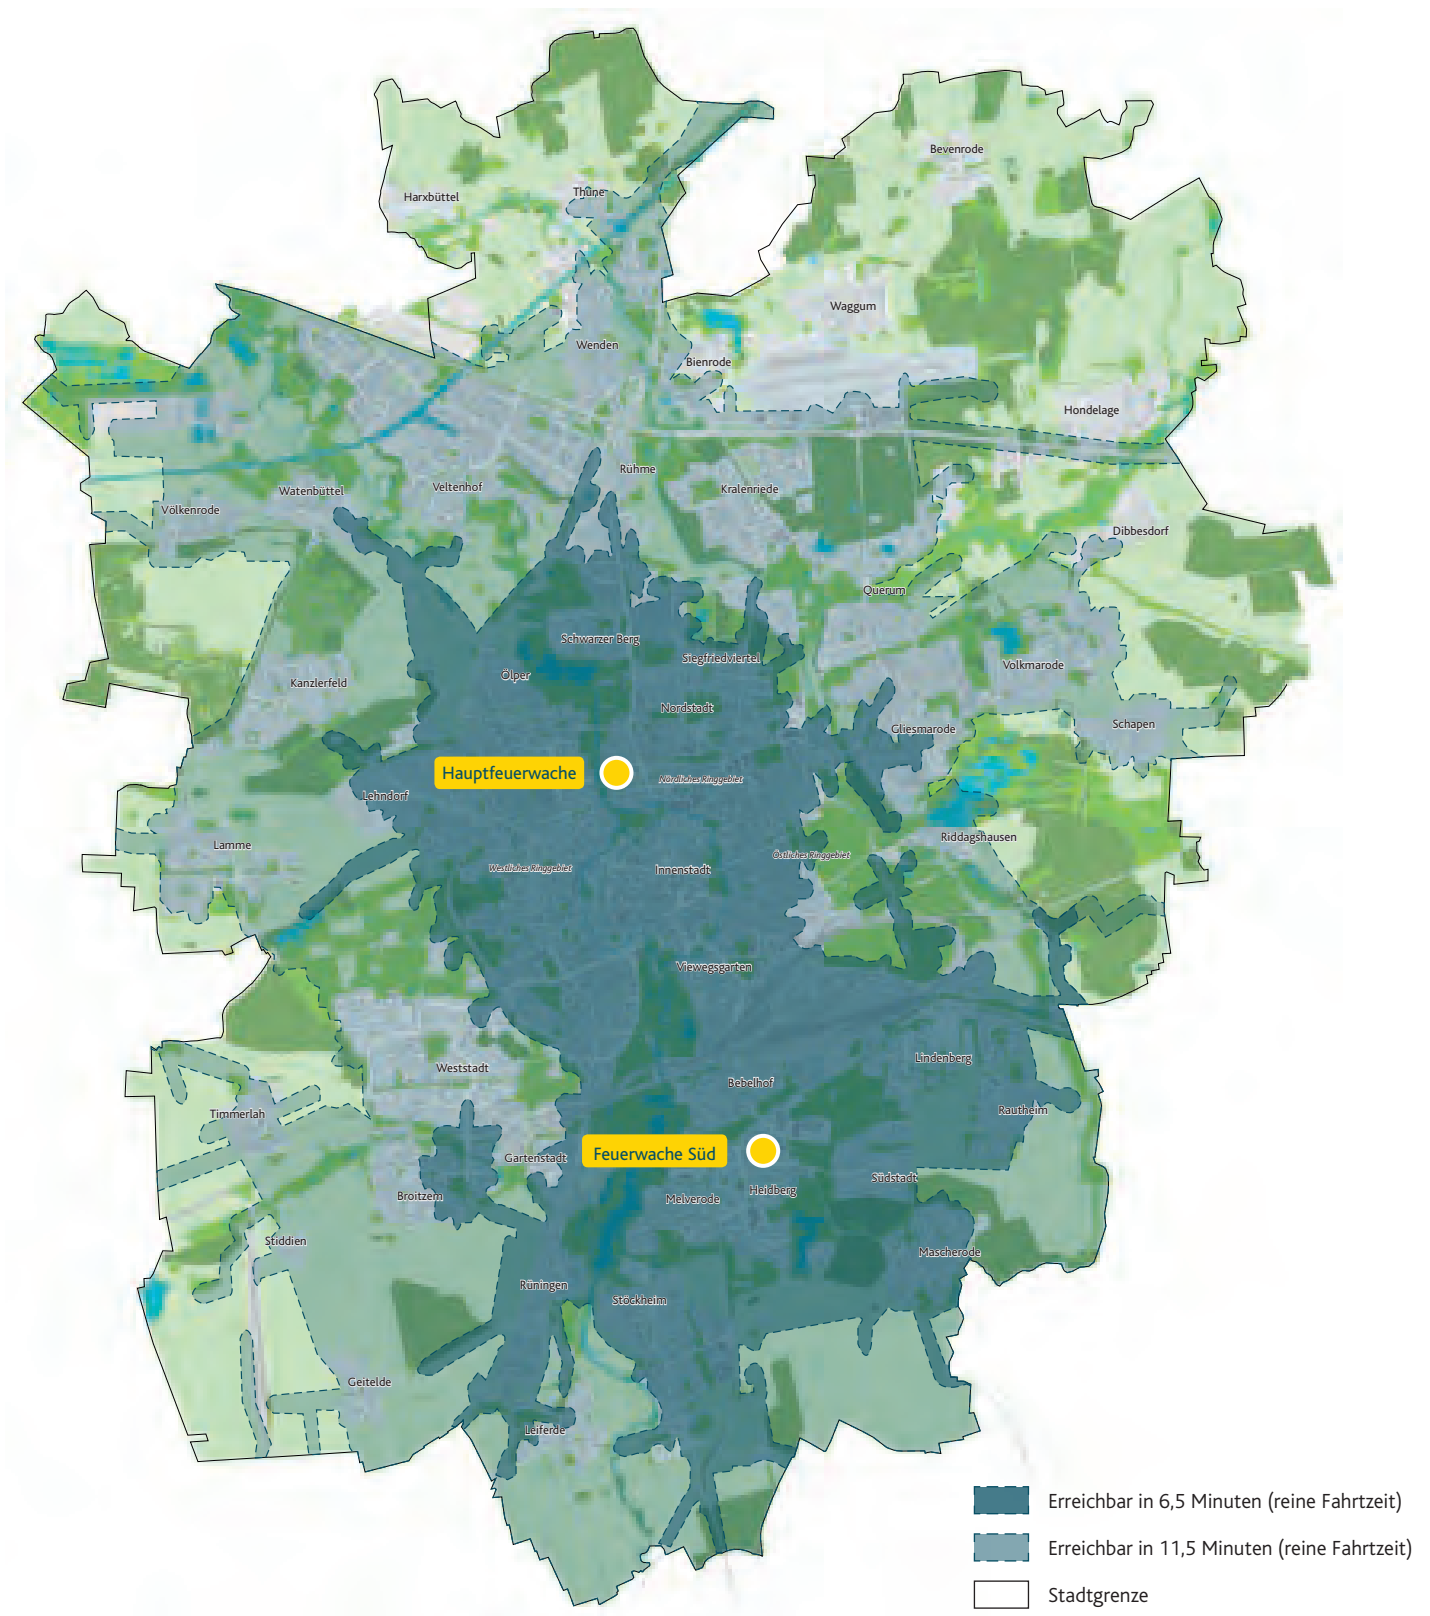 Bevenrode
Thune
Harxbüttel
Waggum
Wenden
Bienrode
Hondelage
Rühme
Kralenriede
Veltenhof
Watenbüttel
Völkenrode
Dibbesdorf
Querum
Schwarzer Berg
Siegfriedviertel
Volkmarode
Ölper
Kanzlerfeld
Nordstadt
Schapen
Gliesmarode
Hauptfeuerwache
Nördliches Ringgebiet
Lehndorf
Riddagshausen
Lamme
Östliches Ringgebiet
Westliches Ringgebiet
Innenstadt
Viewegsgarten
Lindenberg
Weststadt
Bebelhof
Rautheim
Timmerlah
Feuerwache Süd
Gartenstadt
Südstadt
Heidberg
Broitzem
Melverode
Stiddien
Mascherode
Rüningen
Stöckheim
Geitelde
Leiferde
Erreichbar in 6,5 Minuten (reine Fahrtzeit)
Erreichbar in 11,5 Minuten (reine Fahrtzeit)
Stadtgrenze